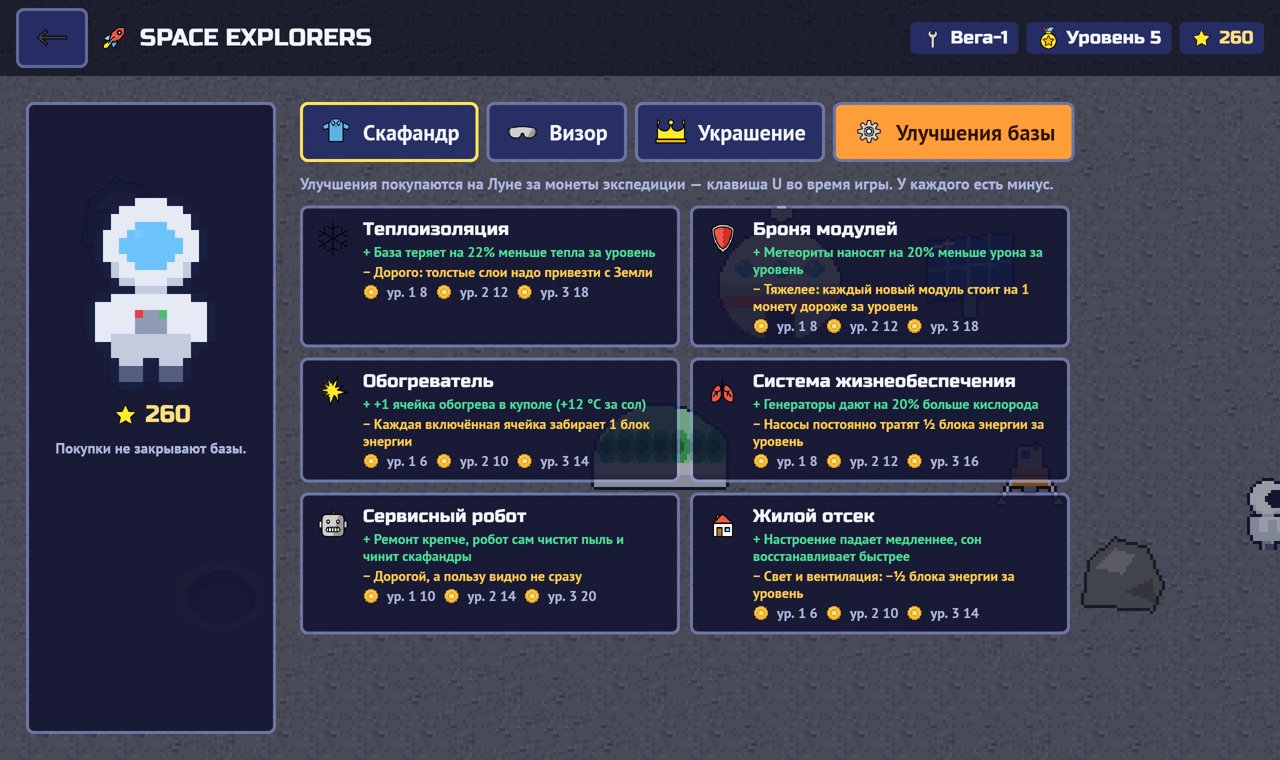 SPACE EXPLORERS
Вега-1
Уровень 5
260
Скафандр
Визор
Украшение
Улучшения базы
Улучшения покупаются на Луне за монеты экспедиции — клавиша U во время игры. У каждого есть минус.
260
Покупки не закрывают базы.
Теплоизоляция
+ База теряет на 22% меньше тепла за уровень
− Дорого: толстые слои надо привезти с Земли
ур. 1 8 ур. 2 12 ур. 3 18
Броня модулей
+ Метеориты наносят на 20% меньше урона за
уровень
− Тяжелее: каждый новый модуль стоит на 1
монету дороже за уровень
ур. 1 8 ур. 2 12 ур. 3 18
Обогреватель
+ +1 ячейка обогрева в куполе (+12 °C за сол)
− Каждая включённая ячейка забирает 1 блок
энергии
ур. 1 6 ур. 2 10 ур. 3 14
Система жизнеобеспечения
+ Генераторы дают на 20% больше кислорода
− Насосы постоянно тратят ½ блока энергии за
уровень
ур. 1 8 ур. 2 12 ур. 3 16
Сервисный робот
+ Ремонт крепче, робот сам чистит пыль и
чинит скафандры
− Дорогой, а пользу видно не сразу
ур. 1 10 ур. 2 14 ур. 3 20
Жилой отсек
+ Настроение падает медленнее, сон
восстанавливает быстрее
− Свет и вентиляция: −½ блока энергии за
уровень
ур. 1 6 ур. 2 10 ур. 3 14